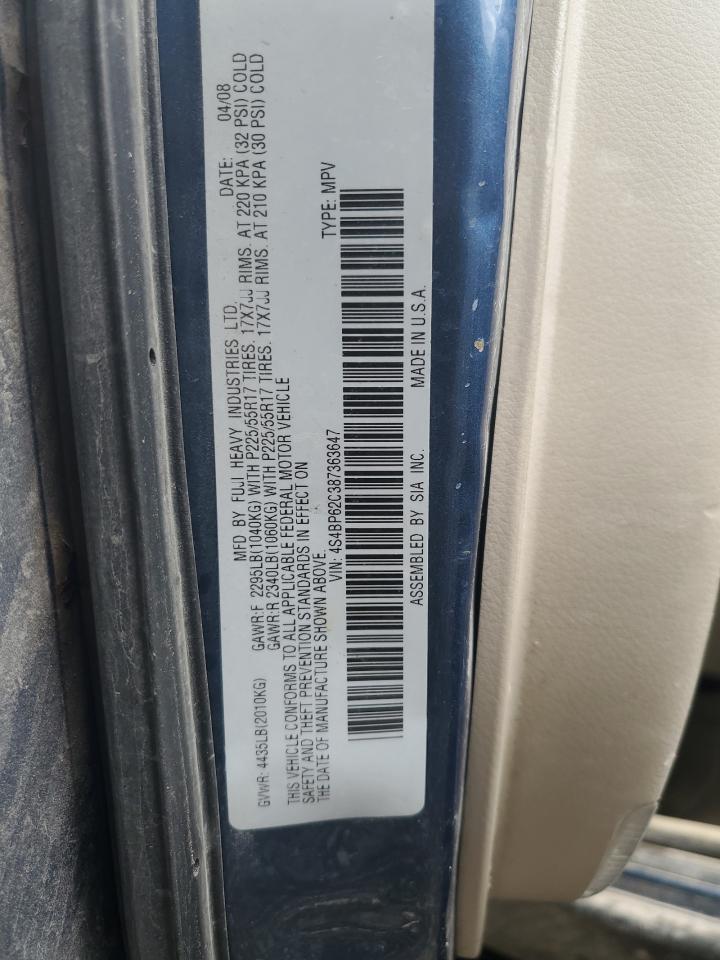 MFD BY FUJI HEAVY INDUSTRIES LTD. DATE: 04/08
GVWR: 4435LB(2010KG) GAWR:F 2295LB(1040KG) WITH P225/55R17 TIRES. 17X7JJ RIMS. AT 220 KPA (32 PSI) COLD
GAWR:R 2340LB(1060KG) WITH P225/55R17 TIRES. 17X7JJ RIMS. AT 210 KPA (30 PSI) COLD
THIS VEHICLE CONFORMS TO ALL APPLICABLE FEDERAL MOTOR VEHICLE
SAFETY AND THEFT PREVENTION STANDARDS IN EFFECT ON
THE DATE OF MANUFACTURE SHOWN ABOVE.
VIN: 4S4BP62C387363647 TYPE: MPV
ASSEMBLED BY SIA INC. MADE IN U.S.A.